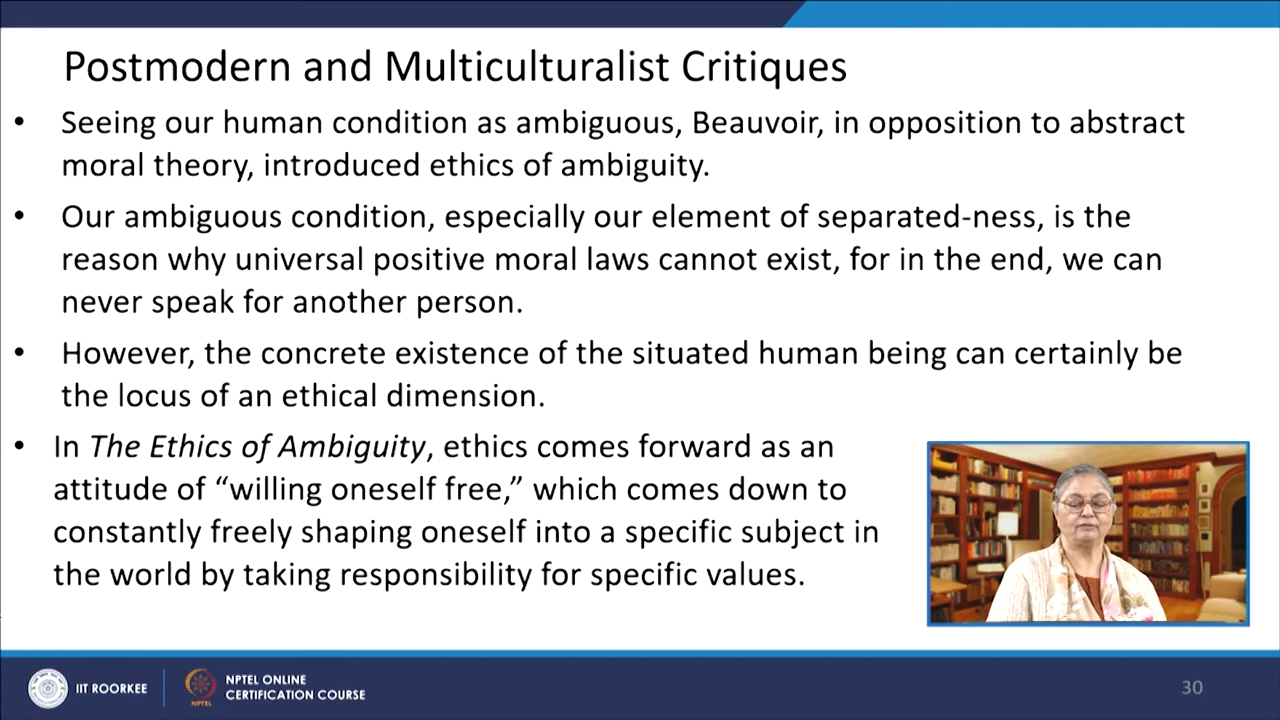 Postmodern and Multiculturalist Critiques
• Seeing our human condition as ambiguous, Beauvoir, in opposition to abstract
moral theory, introduced ethics of ambiguity.
• Our ambiguous condition, especially our element of separated-ness, is the
reason why universal positive moral laws cannot exist, for in the end, we can
never speak for another person.
• However, the concrete existence of the situated human being can certainly be
the locus of an ethical dimension.
• In The Ethics of Ambiguity, ethics comes forward as an
attitude of “willing oneself free,” which comes down to
constantly freely shaping oneself into a specific subject in
the world by taking responsibility for specific values.
IIT ROORKEE
NPTEL
NPTEL ONLINE
CERTIFICATION COURSE
30